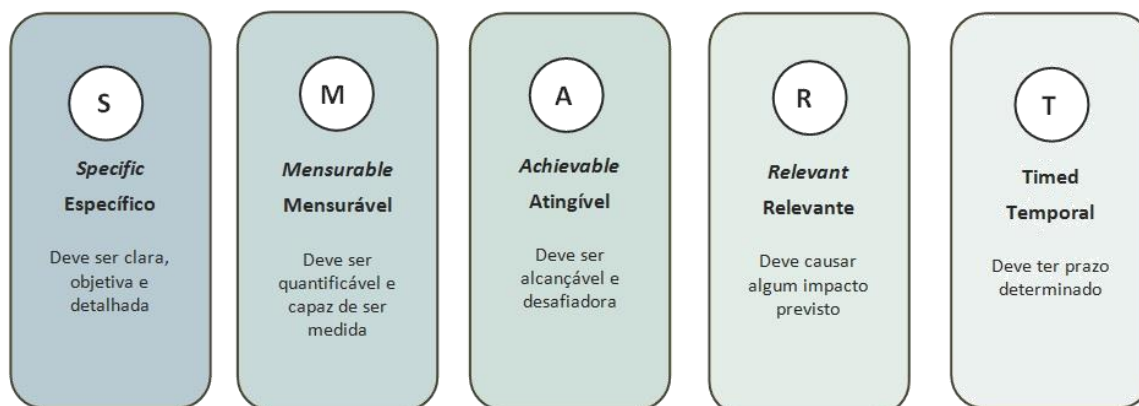 S
Specific
Específico
Deve ser clara,
objetiva e
detalhada
M
Mensurable
Mensurável
Deve ser
quantificável e
capaz de ser
medida
A
Achievable
Atingível
Deve ser
alcançável e
desafiadora
R
Relevant
Relevante
Deve causar
algum impacto
previsto
T
Timed
Temporal
Deve ter prazo
determinado